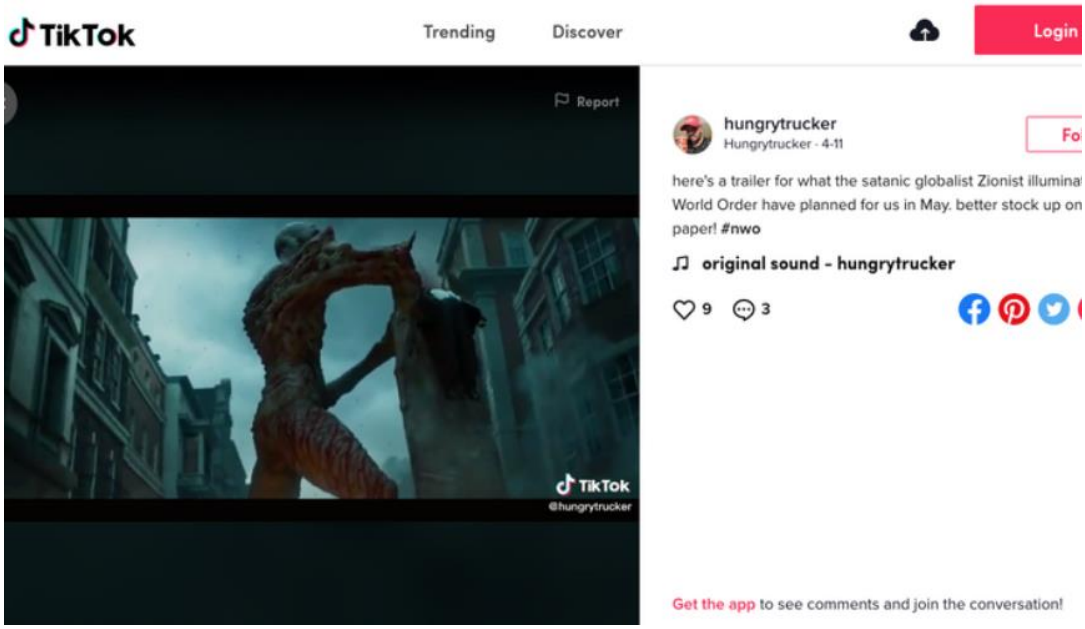 TikTok
Trending
Discover
Login
Report
hungrytrucker
Hungrytrucker · 4-11
here's a trailer for what the satanic globalist Zionist
World Order have planned for us in May. better stock up on
paper! #nwo
original sound - hungrytrucker
9
3
TikTok
@hungrytrucker
Get the app to see comments and join the conversation!